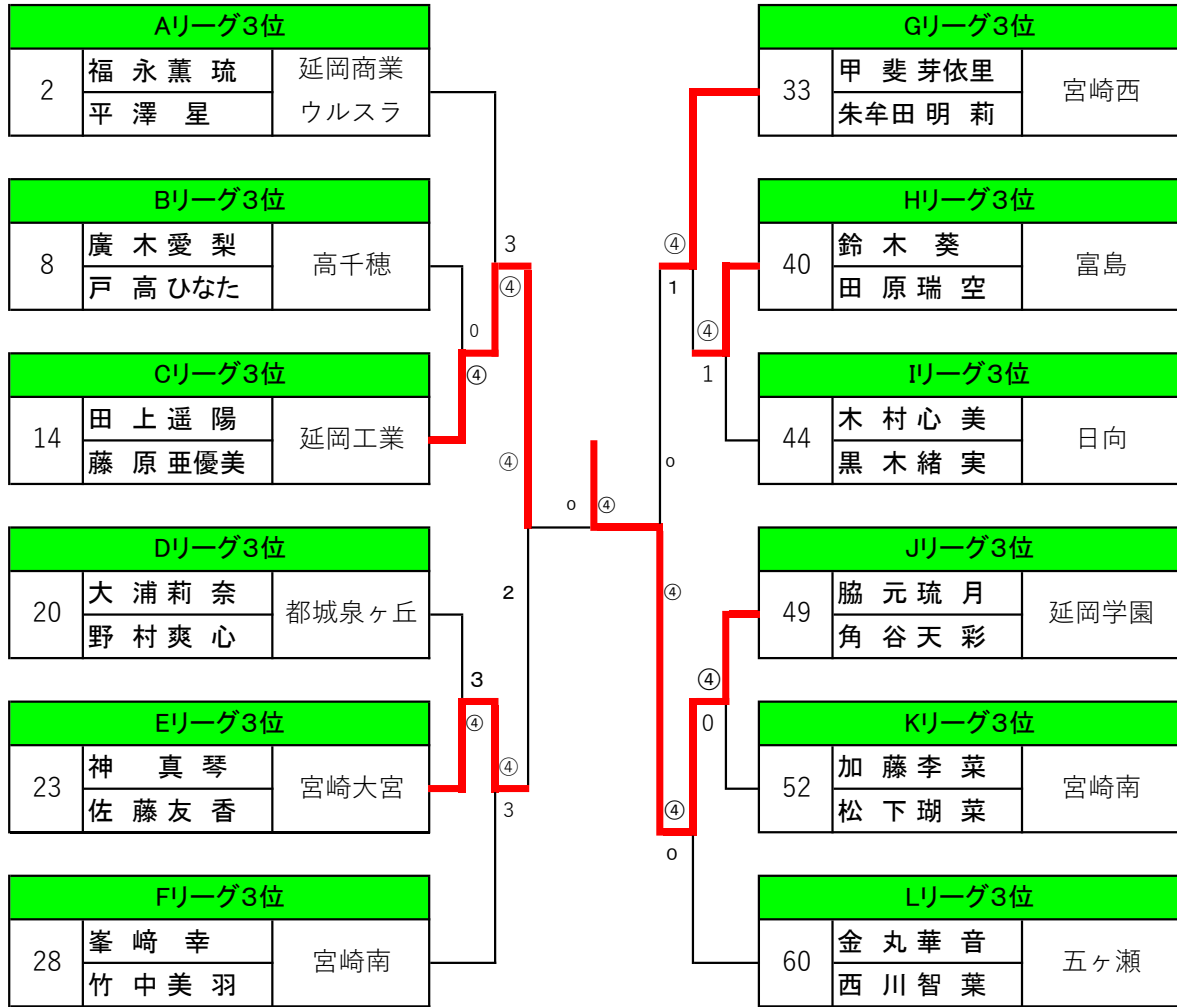 Aリーグ3位
2
福 永 薫 琉
延岡商業
平 澤 星
ウルスラ
Bリーグ3位
8
廣 木 愛 梨
高千穂
戸 高 ひなた
Cリーグ3位
14
田 上 遥 陽
延岡工業
藤 原 亜優美
Dリーグ3位
20
大 浦 莉 奈
都城泉ヶ丘
野 村 爽 心
Eリーグ3位
23
神 真 琴
宮崎大宮
佐 藤 友 香
Fリーグ3位
28
峯 﨑 幸
宮崎南
竹 中 美 羽
3
④
0
④
④
2
3
④
④
3
0
④
④
1
④
1
0
④
④
0
④
0
Gリーグ3位
33
甲 斐 芽依里
宮崎西
朱牟田 明 莉
Hリーグ3位
40
鈴 木 葵
富島
田 原 瑞 空
Iリーグ3位
44
木 村 心 美
日向
黒 木 緒 実
Jリーグ3位
49
脇 元 琉 月
延岡学園
角 谷 天 彩
Kリーグ3位
52
加 藤 李 菜
宮崎南
松 下 瑚 菜
Lリーグ3位
60
金 丸 華 音
五ヶ瀬
西 川 智 葉